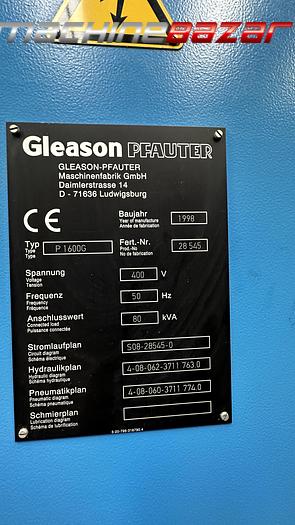 machinebazar
Gleason PFAUTER
GLEASON-PFAUTER
Maschinenfabrik GmbH
Daimlerstrasse 14
D - 71636 Ludwigsburg
CE Baujahr 1998
Year of manufacture
Année de fabrication
Typ P 1600G Fert.-Nr. 28 545
Type Prod.-No
Type No de fabrication
Spannung 400 V
Voltage
Tension
Frequenz 50 Hz
Frequency
Fréquence
Anschlusswert 80 kVA
Connected load
Puissance totale
Stromlaufplan S08-28545-0
Circuit diagram
Schéma électrique
Hydraulikplan 4-08-062-3711 763.0
Hydraulic diagram
Schéma hydraulique
Pneumatikplan 4-08-060-3711 774.0
Pneumatic diagram
Schéma pneumatique
Schmierplan
Lubrication diagram
Schéma de lubrification